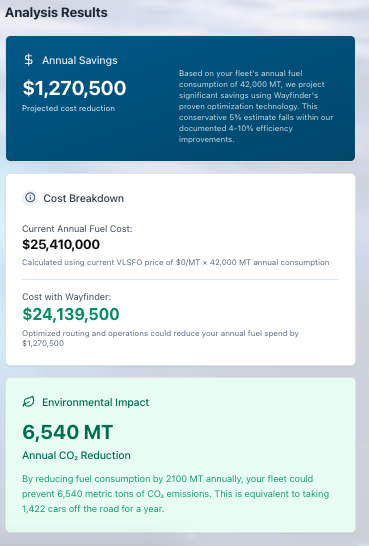 Analysis Results
Annual Savings
$1,270,500
Projected cost reduction
Based on your fleet's annual fuel
consumption of 42,000 MT, we project
significant savings using Wayfinder's
proven optimization technology. This
conservative 5% estimate falls within our
documented 4-10% efficiency
improvements.
Cost Breakdown
Current Annual Fuel Cost:
$25,410,000
Calculated using current VLSFO price of $0/MT × 42,000 MT annual consumption
Cost with Wayfinder:
$24,139,500
Optimized routing and operations could reduce your annual fuel spend by
$1,270,500
Environmental Impact
6,540 MT
Annual CO₂ Reduction
By reducing fuel consumption by 2100 MT annually, your fleet could
prevent 6,540 metric tons of CO₂ emissions. This is equivalent to taking
1,422 cars off the road for a year.